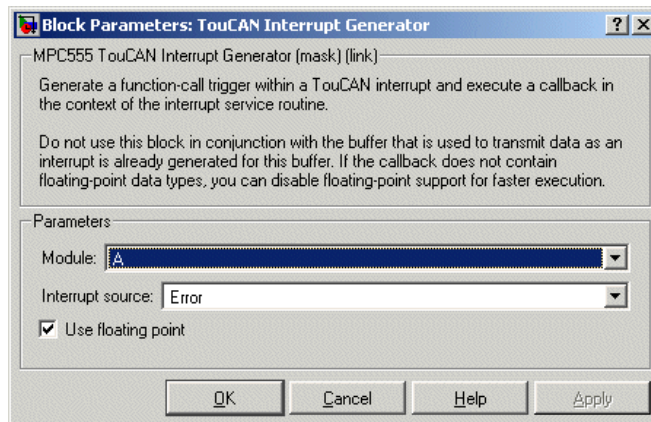 Block Parameters: TouCAN Interrupt Generator
MPC555 TouCAN Interrupt Generator (mask) (link)
Generate a function-call trigger within a TouCAN interrupt and execute a callback in
the context of the interrupt service routine.
Do not use this block in conjunction with the buffer that is used to transmit data as an
interrupt is already generated for this buffer. If the callback does not contain
floating-point data types, you can disable floating-point support for faster execution.
Parameters
Module: A
Interrupt source: Error
Use floating point
OK Cancel Help Apply